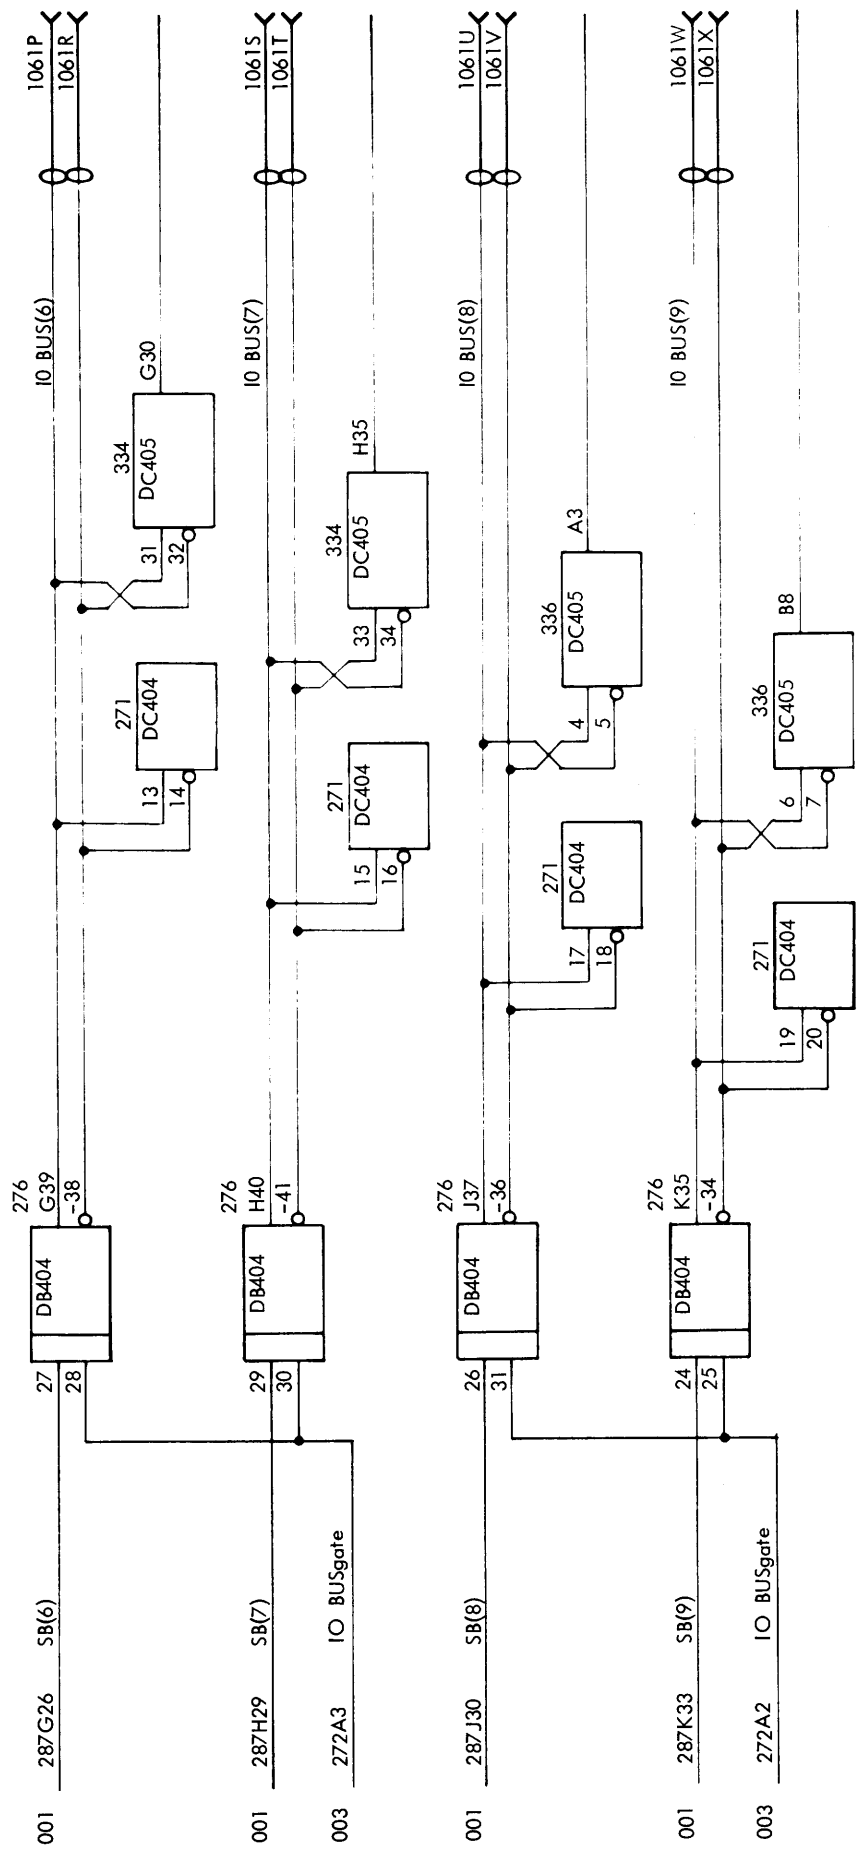 001 287G26 SB(6) 27 DB404 276 G39 IO BUS(6) 1061P
28 -38 1061R
13 271 DC404
14
31 334 DC405 G30
32
001 287H29 SB(7) 29 DB404 276 H40 IO BUS(7) 1061S
30 -41 1061T
003 272A3 IO BUSgate
15 271 DC404
16
33 334 DC405 H35
34
001 287J30 SB(8) 26 DB404 276 J37 IO BUS(8) 1061U
31 -36 1061V
17 271 DC404
18
4 336 DC405 A3
5
001 287K33 SB(9) 24 DB404 276 K35 IO BUS(9) 1061W
25 -34 1061X
003 272A2 IO BUSgate
19 271 DC404
20
6 336 DC405 B8
7